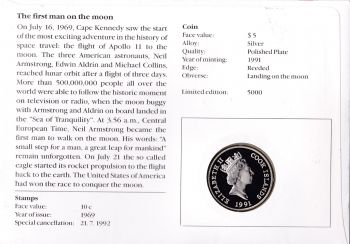 The first man on the moon
On July 16, 1969, Cape Kennedy saw the start
of the most exciting adventure in the history of
space travel: the flight of Apollo 11 to the
moon. The three American astronauts, Neil
Armstrong, Edwin Aldrin and Michael Collins,
reached lunar orbit after a flight of three days.
More than 500,000,000 people all over the
world were able to follow the historic moment
on television or radio, when the moon buggy
with Armstrong and Aldrin on board landed in
the "Sea of Tranquility". At 3.56 a.m., Central
European Time. Neil Armstrong became the
first man to walk on the moon. His words: "A
small step for a man, a great leap for mankind"
remain unforgotten. On July 21 the so called
eagle started its rocket propulsion to the flight
back to the earth. The United States of America
had won the race to conquer the moon.
Stamps
Face value: 10 c
Year of issue: 1969
Special cancellation: 21. 7. 1992
Coin
Face value: $ 5
Alloy: Silver
Quality: Polished Plate
Year of minting: 1991
Edge: Reeded
Obverse: Landing on the moon
Limited edition: 5000
ELIZABETH II COOK ISLANDS
1991